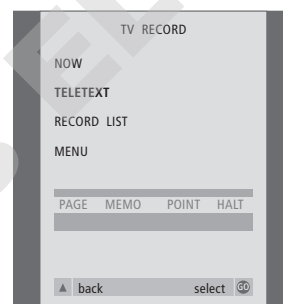 TV RECORD
NOW
TELETEXT
RECORD LIST
MENU
PAGE MEMO POINT HALT
▲ back select GO